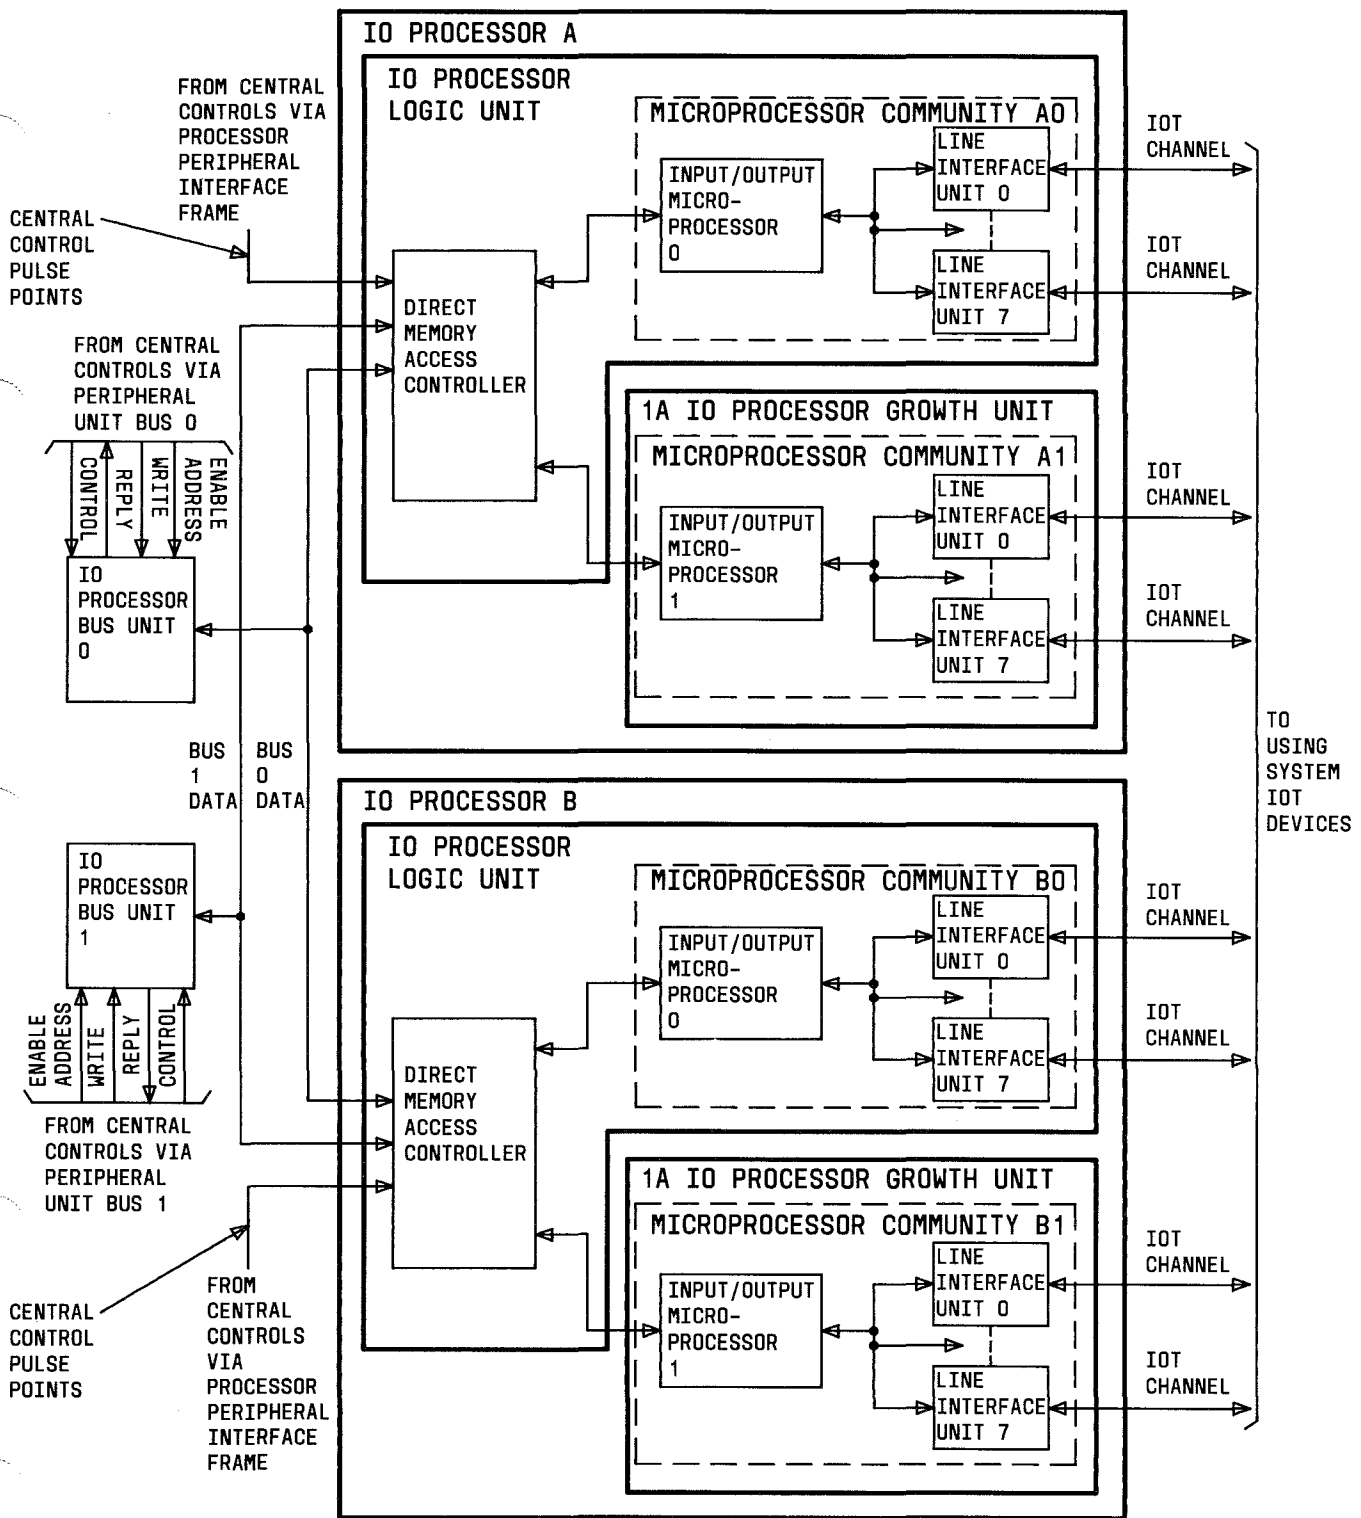 IO PROCESSOR A
IO PROCESSOR
LOGIC UNIT
FROM CENTRAL
CONTROLS VIA
PROCESSOR
PERIPHERAL
INTERFACE
FRAME
CENTRAL
CONTROL
PULSE
POINTS
MICROPROCESSOR COMMUNITY A0
INPUT/OUTPUT
MICRO-
PROCESSOR
0
LINE
INTERFACE
UNIT 0
LINE
INTERFACE
UNIT 7
IOT
CHANNEL
IOT
CHANNEL
DIRECT
MEMORY
ACCESS
CONTROLLER
FROM CENTRAL
CONTROLS VIA
PERIPHERAL
UNIT BUS 0
CONTROL
REPLY
WRITE
ADDRESS
ENABLE
IO
PROCESSOR
BUS UNIT
0
1A IO PROCESSOR GROWTH UNIT
MICROPROCESSOR COMMUNITY A1
INPUT/OUTPUT
MICRO-
PROCESSOR
1
LINE
INTERFACE
UNIT 0
LINE
INTERFACE
UNIT 7
IOT
CHANNEL
IOT
CHANNEL
BUS
1
DATA
BUS
0
DATA
TO
USING
SYSTEM
IOT
DEVICES
IO PROCESSOR B
IO PROCESSOR
LOGIC UNIT
IO
PROCESSOR
BUS UNIT
1
ENABLE
ADDRESS
WRITE
REPLY
CONTROL
FROM CENTRAL
CONTROLS VIA
PERIPHERAL
UNIT BUS 1
MICROPROCESSOR COMMUNITY B0
INPUT/OUTPUT
MICRO-
PROCESSOR
0
LINE
INTERFACE
UNIT 0
LINE
INTERFACE
UNIT 7
IOT
CHANNEL
IOT
CHANNEL
DIRECT
MEMORY
ACCESS
CONTROLLER
1A IO PROCESSOR GROWTH UNIT
MICROPROCESSOR COMMUNITY B1
INPUT/OUTPUT
MICRO-
PROCESSOR
1
LINE
INTERFACE
UNIT 0
LINE
INTERFACE
UNIT 7
IOT
CHANNEL
IOT
CHANNEL
CENTRAL
CONTROL
PULSE
POINTS
FROM
CENTRAL
CONTROLS
VIA
PROCESSOR
PERIPHERAL
INTERFACE
FRAME